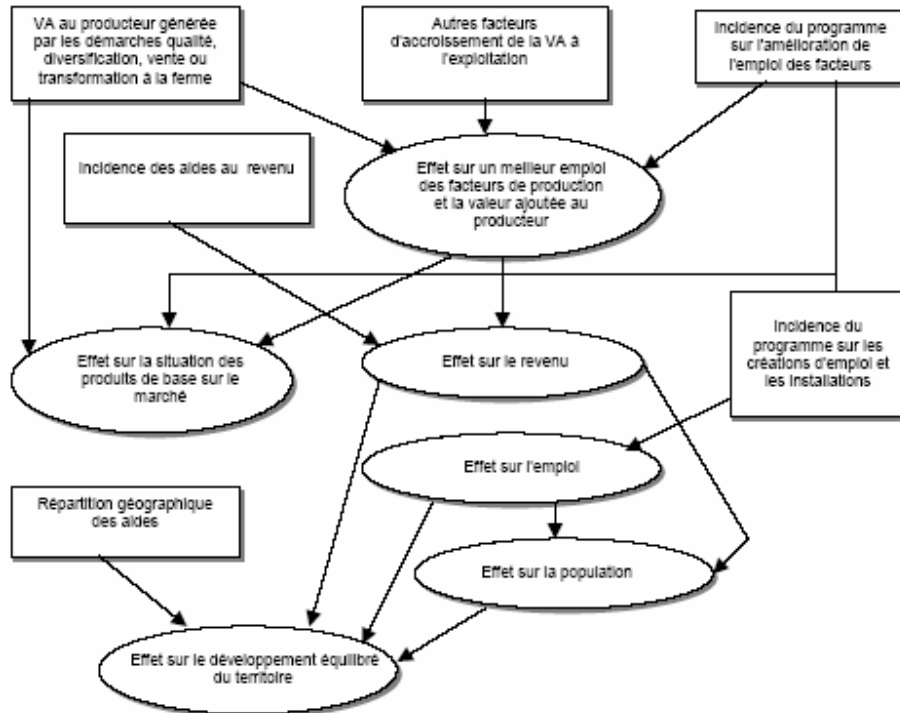 VA au producteur générée
par les démarches qualité,
diversification, vente ou
transformation à la ferme
Autres facteurs
d'accroissement de la VA à
l'exploitation
Incidence du programme
sur l'amélioration de
l'emploi des facteurs
Incidence des aides au revenu
Effet sur un meilleur emploi
des facteurs de production
et la valeur ajoutée au
producteur
Effet sur la situation des
produits de base sur le
marché
Effet sur le revenu
Incidence du
programme sur les
créations d'emploi et
les Installations
Effet sur l'emploi
Répartition géographique
des aides
Effet sur la population
Effet sur le développement équilibré
du territoire